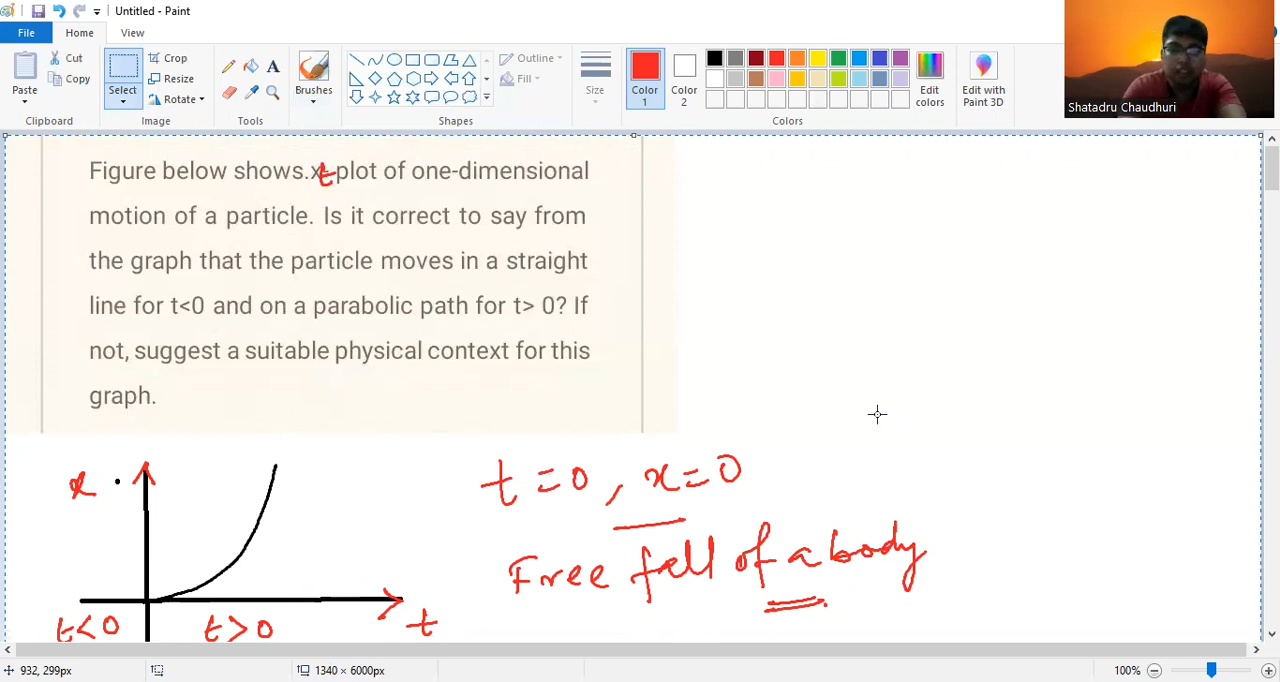 Untitled - Paint
File Home View
Paste
Cut
Copy
Clipboard
Select
Crop
Resize
Rotate
Image
A
Tools
Brushes
Shapes
Outline
Fill
Size
Color 1
Color 2
Colors
Edit colors
Edit with Paint 3D
Shatadru Chaudhuri
Figure below shows.x t plot of one-dimensional
motion of a particle. Is it correct to say from
the graph that the particle moves in a straight
line for t<0 and on a parabolic path for t> 0? If
not, suggest a suitable physical context for this
graph.
x
t<0 t>0 t
t = 0, x = 0
Free fall of a body
932, 299px
1340 × 6000px
100%